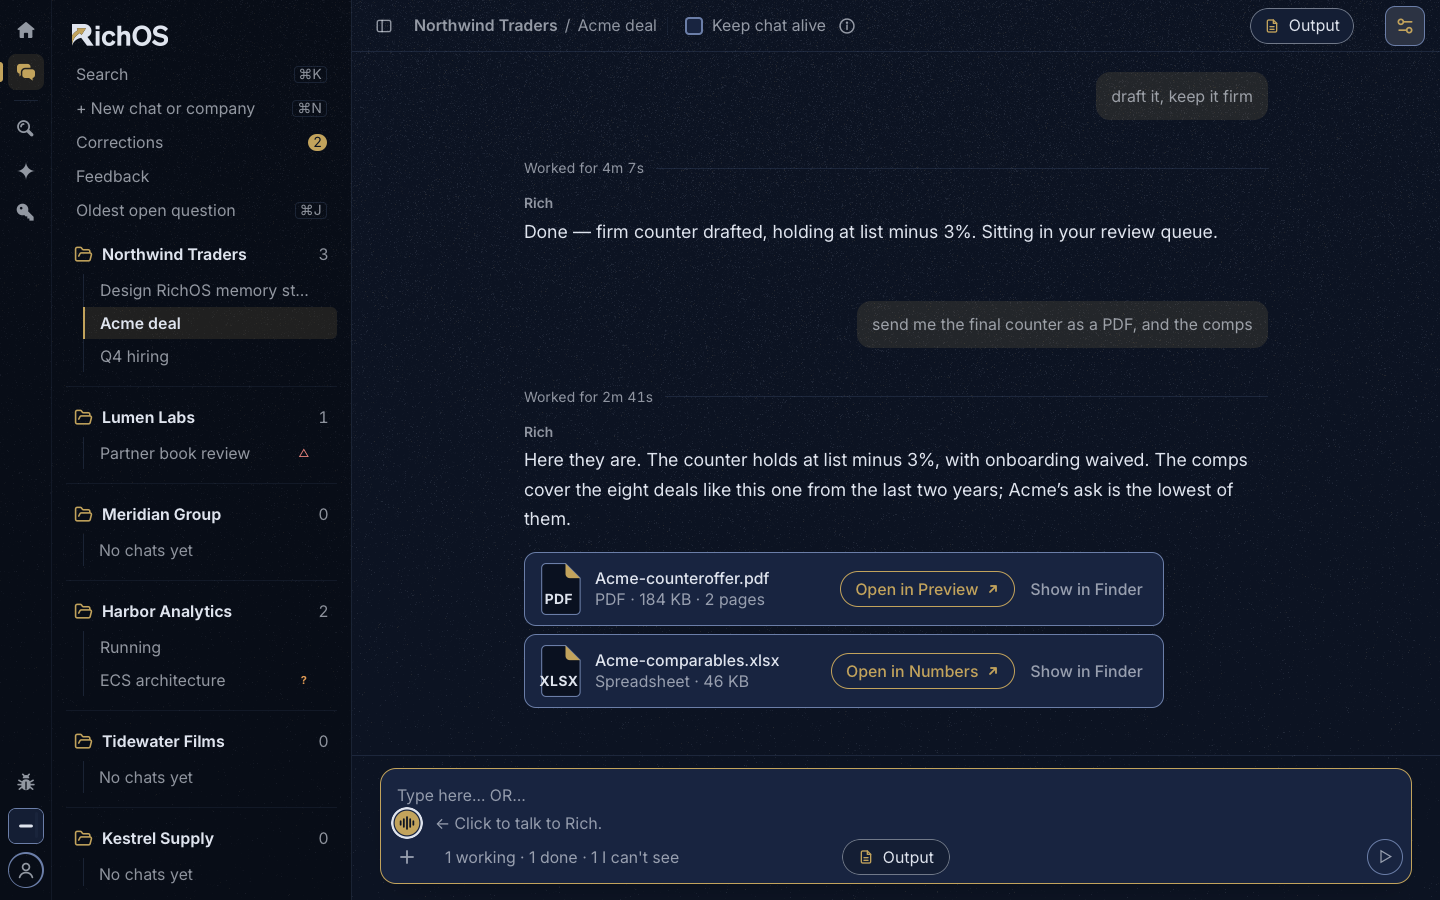 RichOS
Search ⌘K
+ New chat or company ⌘N
Corrections 2
Feedback
Oldest open question ⌘J
Northwind Traders 3
Design RichOS memory st...
Acme deal
Q4 hiring
Lumen Labs 1
Partner book review
Meridian Group 0
No chats yet
Harbor Analytics 2
Running
ECS architecture ?
Tidewater Films 0
No chats yet
Kestrel Supply 0
No chats yet
Northwind Traders / Acme deal Keep chat alive Output
draft it, keep it firm
Worked for 4m 7s
Rich
Done — firm counter drafted, holding at list minus 3%. Sitting in your review queue.
send me the final counter as a PDF, and the comps
Worked for 2m 41s
Rich
Here they are. The counter holds at list minus 3%, with onboarding waived. The comps
cover the eight deals like this one from the last two years; Acme's ask is the lowest of
them.
PDF
Acme-counteroffer.pdf
PDF · 184 KB · 2 pages
Open in Preview ↗ Show in Finder
XLSX
Acme-comparables.xlsx
Spreadsheet · 46 KB
Open in Numbers ↗ Show in Finder
Type here... OR...
← Click to talk to Rich.
+ 1 working · 1 done · 1 I can't see Output